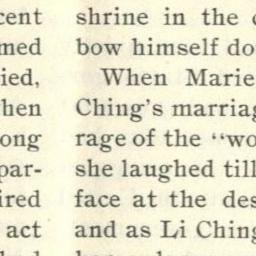 cent
med
ied,
hen
ong
par-
ired
act
shrine in the
bow himself do
When Marie
Ching's marriag
rage of the "wo
she laughed till
face at the des
and as Li Ching